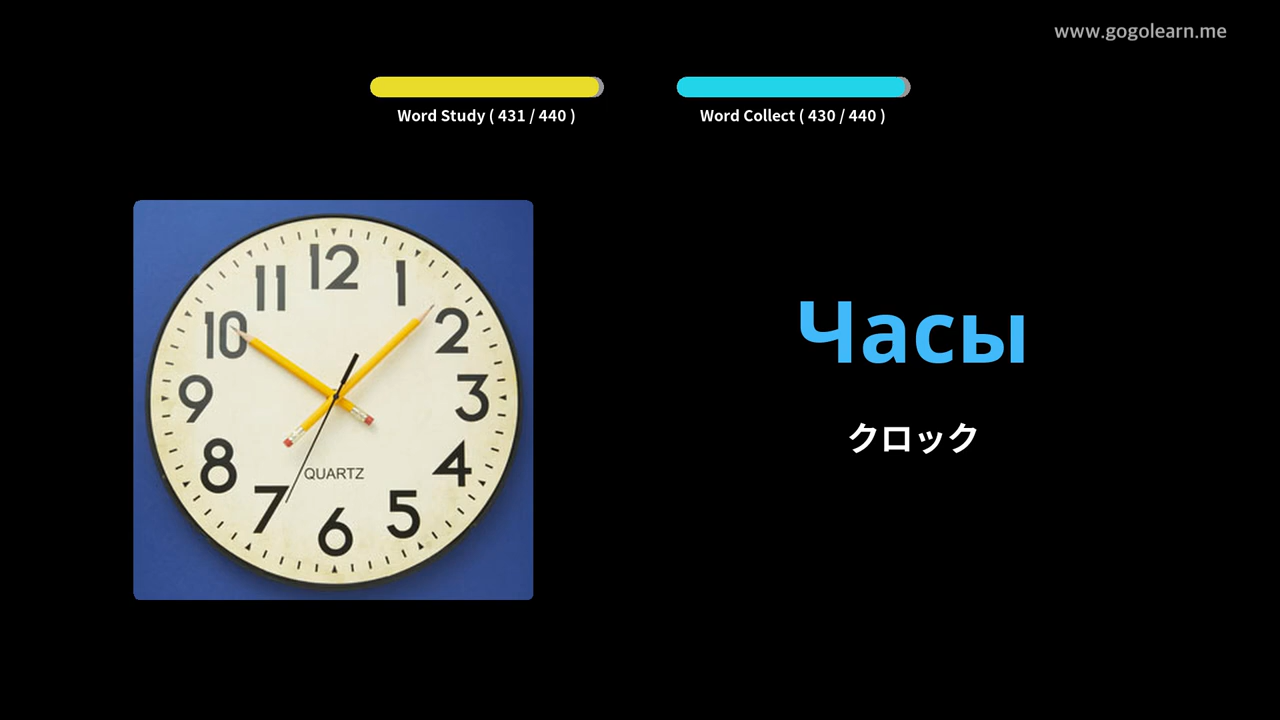 www.gogolearn.me
Word Study ( 431 / 440 )
Word Collect ( 430 / 440 )
12
1
2
3
4
5
6
7
8
9
10
11
QUARTZ
Часы
クロック